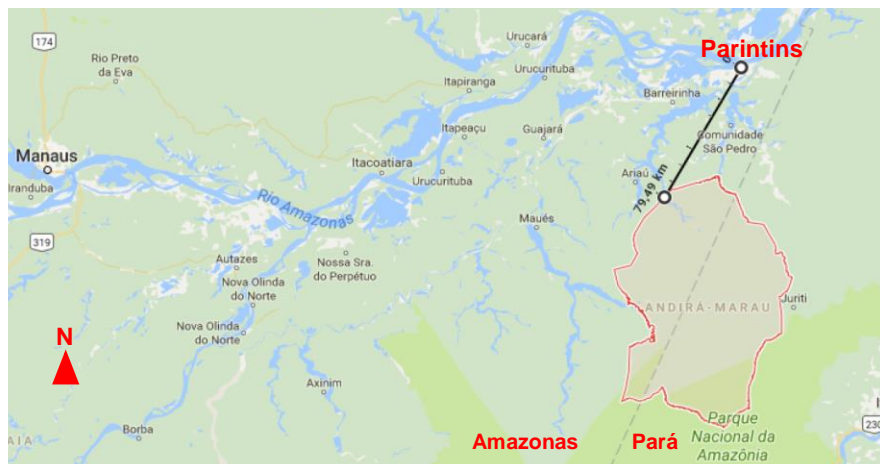 Parintins
Urucará
174
Rio Preto
da Eva
Urucurituba
Itapiranga
Barreirinha
Itapeaçu
Guajará
Comunidade
São Pedro
Manaus
Itacoatiara
Iranduba
Urucurituba
Ariaú
79,49 km
Rio Amazonas
Maués
319
Autazes
Nossa Sra.
do Perpétuo
Nova Olinda
do Norte
Juriti
ANDIRÁ-MARAU
Nova Olinda
do Norte
N
Axinim
Parque
Nacional da
Amazônia
Borba
AIA
Amazonas
Pará
230